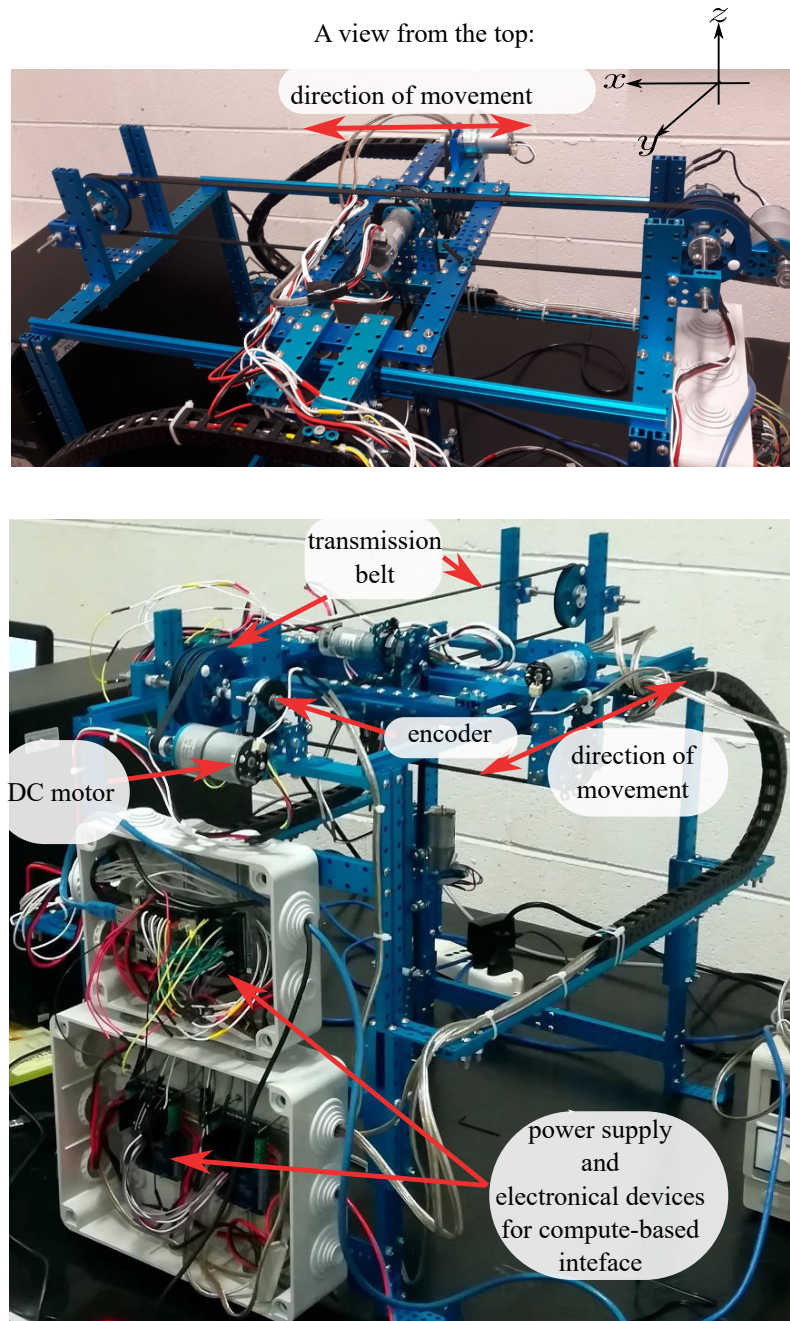 A view from the top:
z
direction of movement
x
y
transmission
belt
encoder
direction of
movement
DC motor
power supply
and
electronical devices
for compute-based
inteface